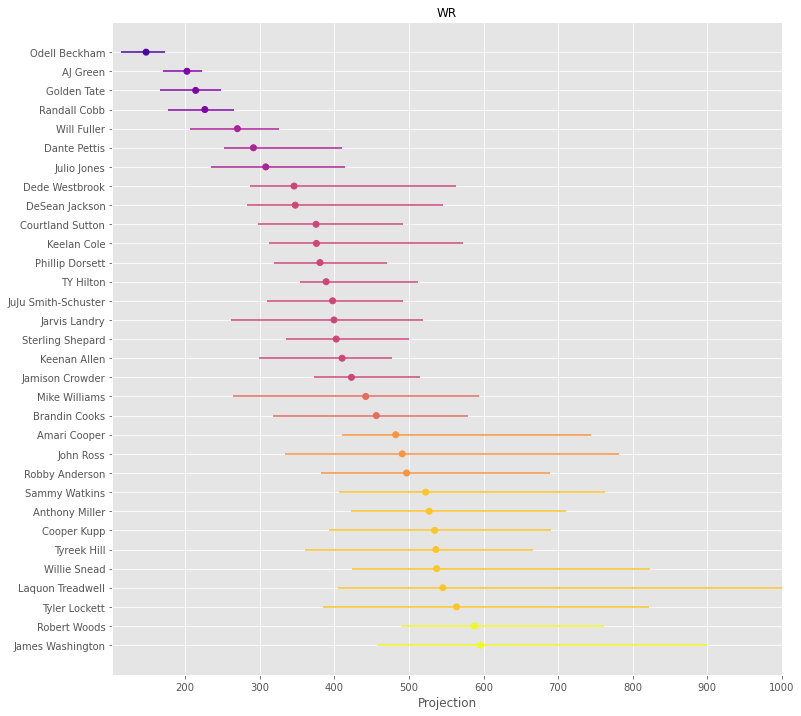 WR
Odell Beckham
AJ Green
Golden Tate
Randall Cobb
Will Fuller
Dante Pettis
Julio Jones
Dede Westbrook
DeSean Jackson
Courtland Sutton
Keelan Cole
Phillip Dorsett
TY Hilton
JuJu Smith-Schuster
Jarvis Landry
Sterling Shepard
Keenan Allen
Jamison Crowder
Mike Williams
Brandin Cooks
Amari Cooper
John Ross
Robby Anderson
Sammy Watkins
Anthony Miller
Cooper Kupp
Tyreek Hill
Willie Snead
Laquon Treadwell
Tyler Lockett
Robert Woods
James Washington
200 300 400 500 600 700 800 900 1000
Projection